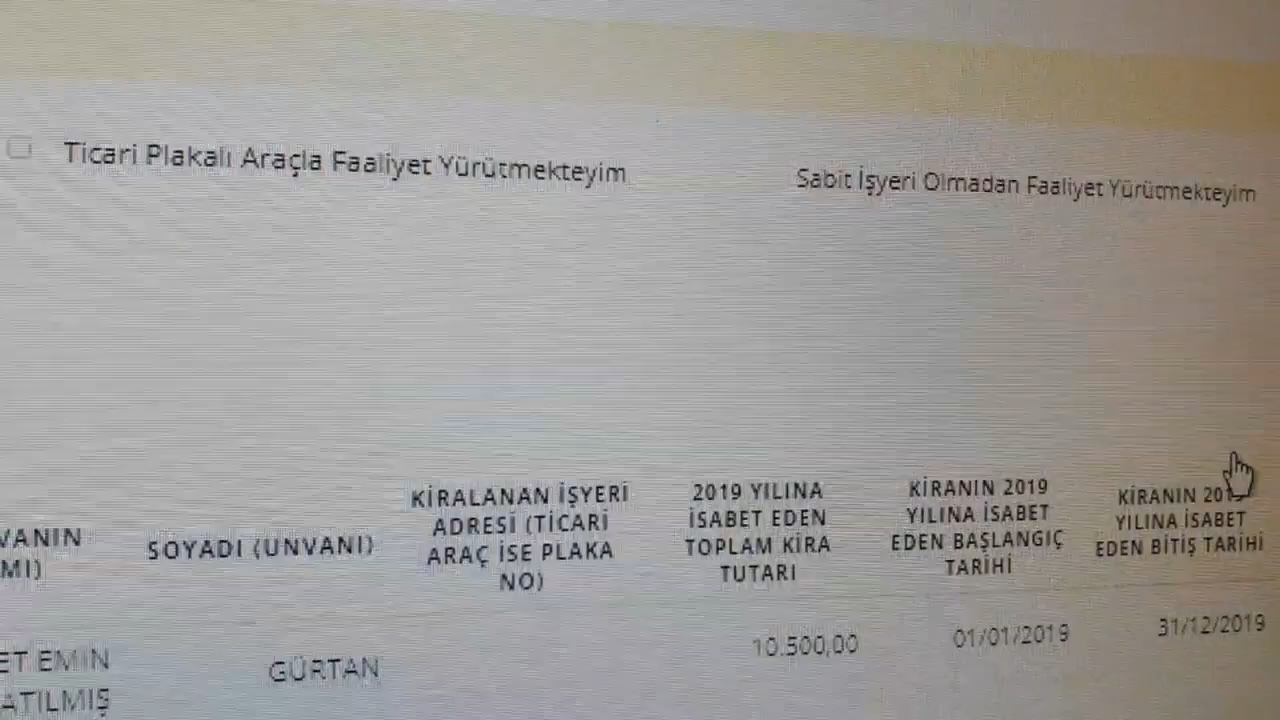 Ticari Plakalı Araçla Faaliyet Yürütmekteyim
Sabit İşyeri Olmadan Faaliyet Yürütmekteyim
SOYADI (UNVANI)
KİRALANAN İŞYERİ
ADRESİ (TİCARİ
ARAÇ İSE PLAKA
NO)
2019 YILINA
İSABET EDEN
TOPLAM KİRA
TUTARI
KİRANIN 2019
YILINA İSABET
EDEN BAŞLANGIÇ
TARİHİ
KİRANIN 201
YILINA İSABET
EDEN BİTİŞ TARİHİ
VANIN
MI)
ET EMİN
ATILMIŞ
GÜRTAN
10.500,00
01/01/2019
31/12/2019